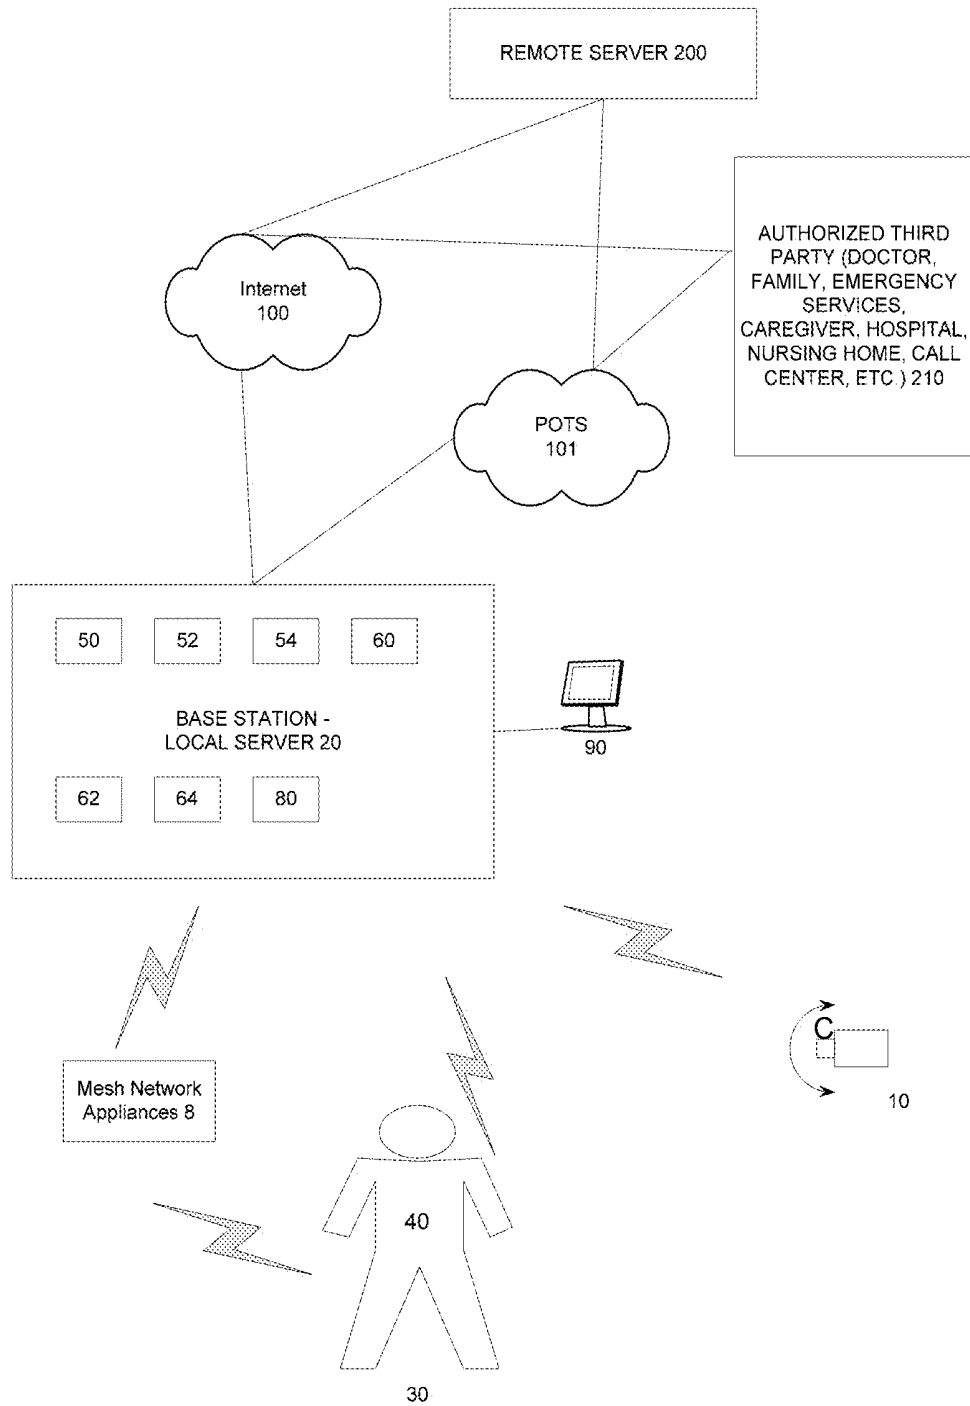 REMOTE SERVER 200
AUTHORIZED THIRD
PARTY (DOCTOR,
FAMILY, EMERGENCY
SERVICES,
CAREGIVER, HOSPITAL,
NURSING HOME, CALL
CENTER, ETC.) 210
Internet
100
POTS
101
50 52 54 60
BASE STATION -
LOCAL SERVER 20
90
62 64 80
C
10
Mesh Network
Appliances 8
40
30